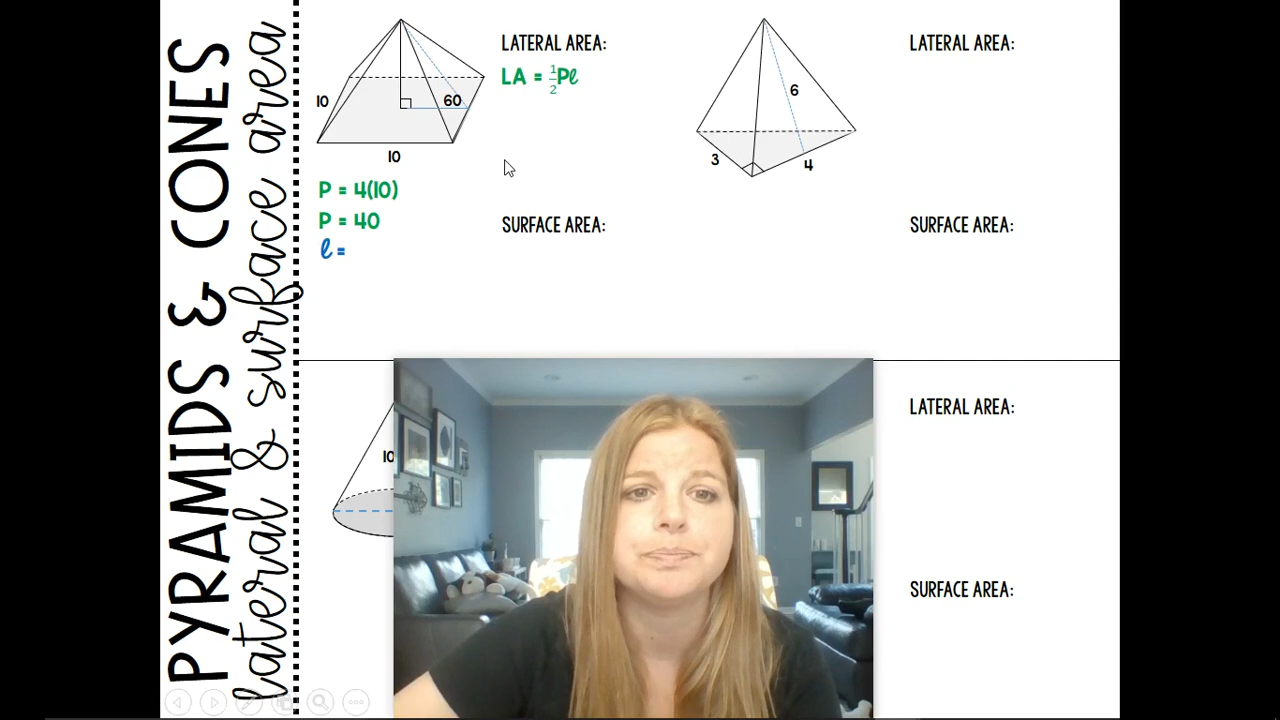 PYRAMIDS & CONES
lateral & surface area
10
60
10
P = 4(10)
P = 40
ℓ =
LATERAL AREA:
LA = ½Pℓ
SURFACE AREA:
6
3
4
LATERAL AREA:
SURFACE AREA:
10
LATERAL AREA:
SURFACE AREA: